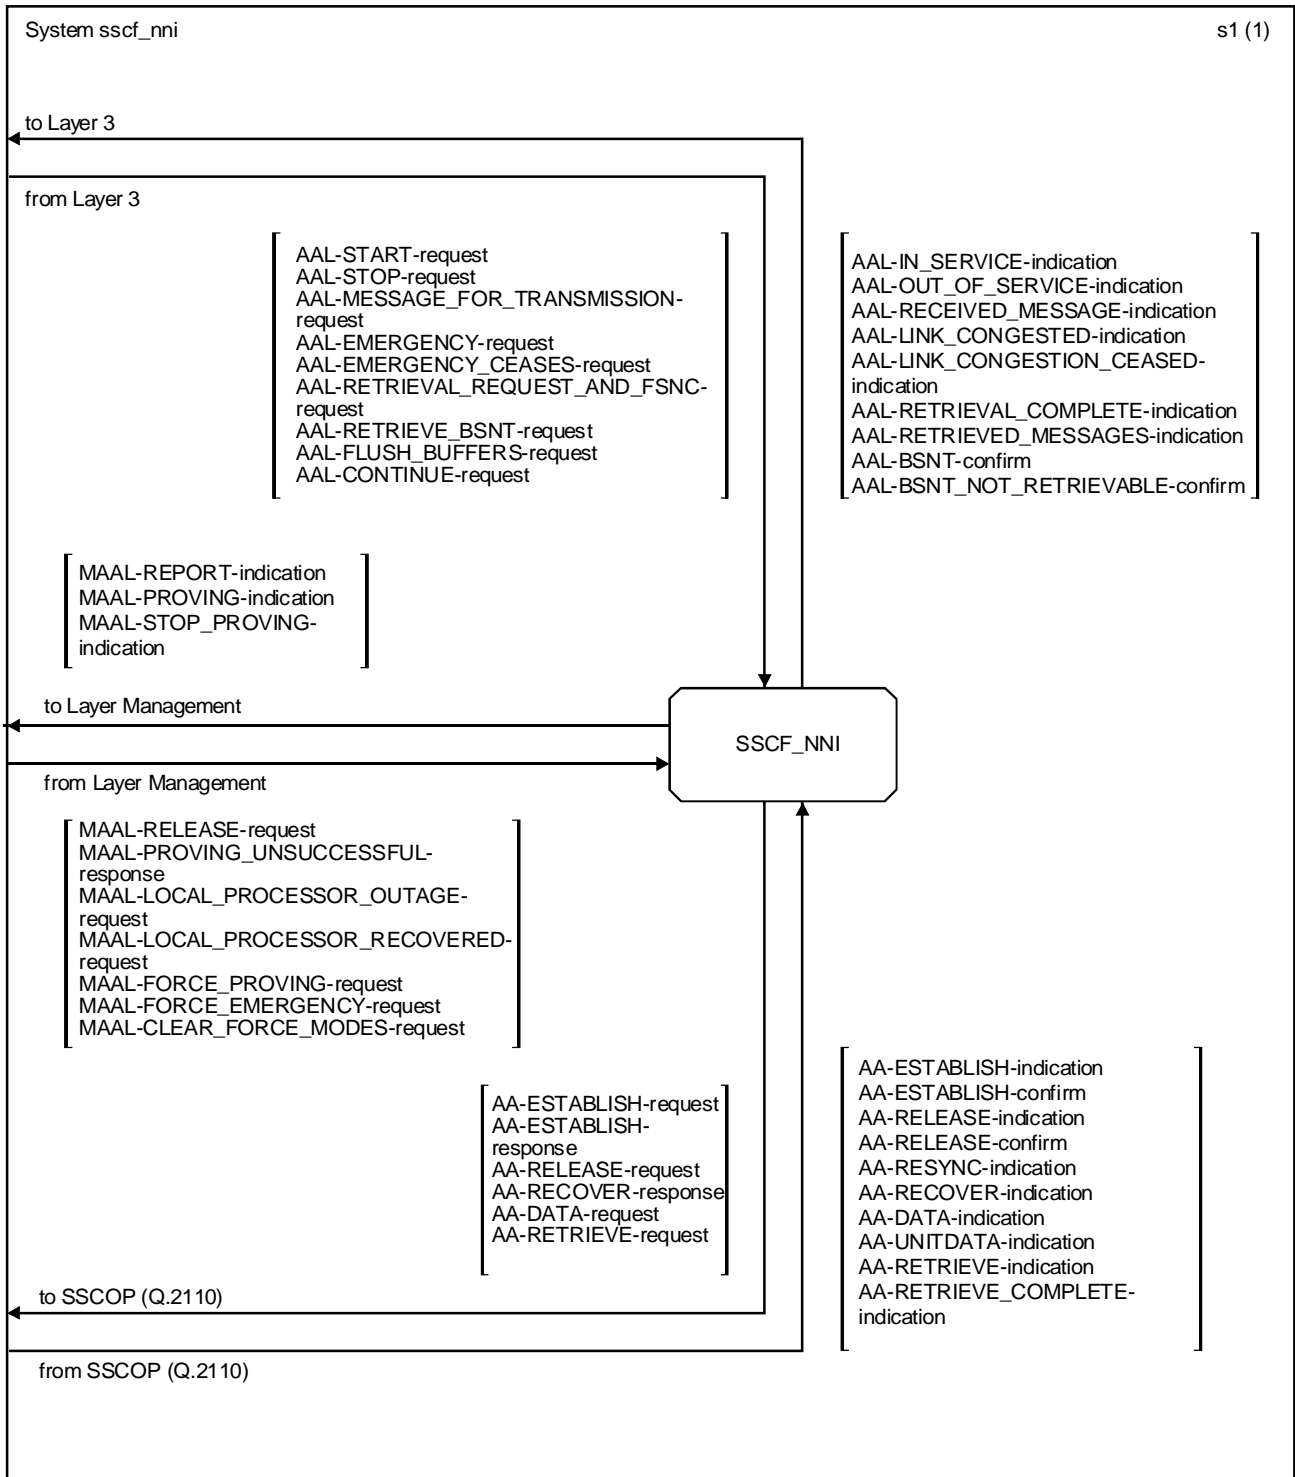 System sscf_nni
s1 (1)
to Layer 3
from Layer 3
AAL-START-request
AAL-STOP-request
AAL-MESSAGE_FOR_TRANSMISSION-
request
AAL-EMERGENCY-request
AAL-EMERGENCY_CEASES-request
AAL-RETRIEVAL_REQUEST_AND_FSNC-
request
AAL-RETRIEVE_BSNT-request
AAL-FLUSH_BUFFERS-request
AAL-CONTINUE-request
AAL-IN_SERVICE-indication
AAL-OUT_OF_SERVICE-indication
AAL-RECEIVED_MESSAGE-indication
AAL-LINK_CONGESTED-indication
AAL-LINK_CONGESTION_CEASED-
indication
AAL-RETRIEVAL_COMPLETE-indication
AAL-RETRIEVED_MESSAGES-indication
AAL-BSNT-confirm
AAL-BSNT_NOT_RETRIEVABLE-confirm
MAAL-REPORT-indication
MAAL-PROVING-indication
MAAL-STOP_PROVING-
indication
to Layer Management
SSCF_NNI
from Layer Management
MAAL-RELEASE-request
MAAL-PROVING_UNSUCCESSFUL-
response
MAAL-LOCAL_PROCESSOR_OUTAGE-
request
MAAL-LOCAL_PROCESSOR_RECOVERED-
request
MAAL-FORCE_PROVING-request
MAAL-FORCE_EMERGENCY-request
MAAL-CLEAR_FORCE_MODES-request
AA-ESTABLISH-request
AA-ESTABLISH-
response
AA-RELEASE-request
AA-RECOVER-response
AA-DATA-request
AA-RETRIEVE-request
AA-ESTABLISH-indication
AA-ESTABLISH-confirm
AA-RELEASE-indication
AA-RELEASE-confirm
AA-RESYNC-indication
AA-RECOVER-indication
AA-DATA-indication
AA-UNITDATA-indication
AA-RETRIEVE-indication
AA-RETRIEVE_COMPLETE-
indication
to SSCOP (Q.2110)
from SSCOP (Q.2110)